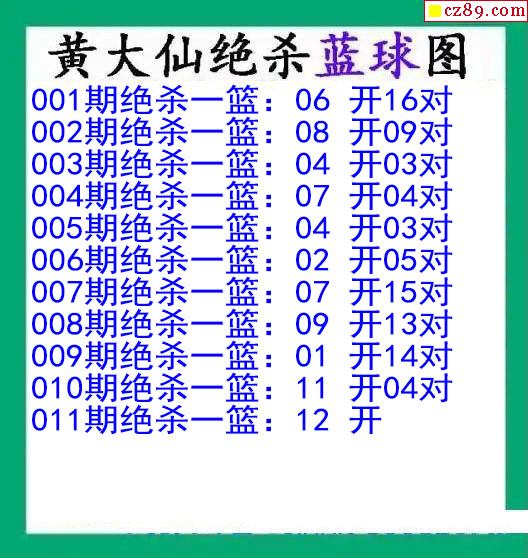 cz89.com
黄大仙绝杀蓝球图
001期绝杀一篮：06 开16对
002期绝杀一篮：08 开09对
003期绝杀一篮：04 开03对
004期绝杀一篮：07 开04对
005期绝杀一篮：04 开03对
006期绝杀一篮：02 开05对
007期绝杀一篮：07 开15对
008期绝杀一篮：09 开13对
009期绝杀一篮：01 开14对
010期绝杀一篮：11 开04对
011期绝杀一篮：12 开